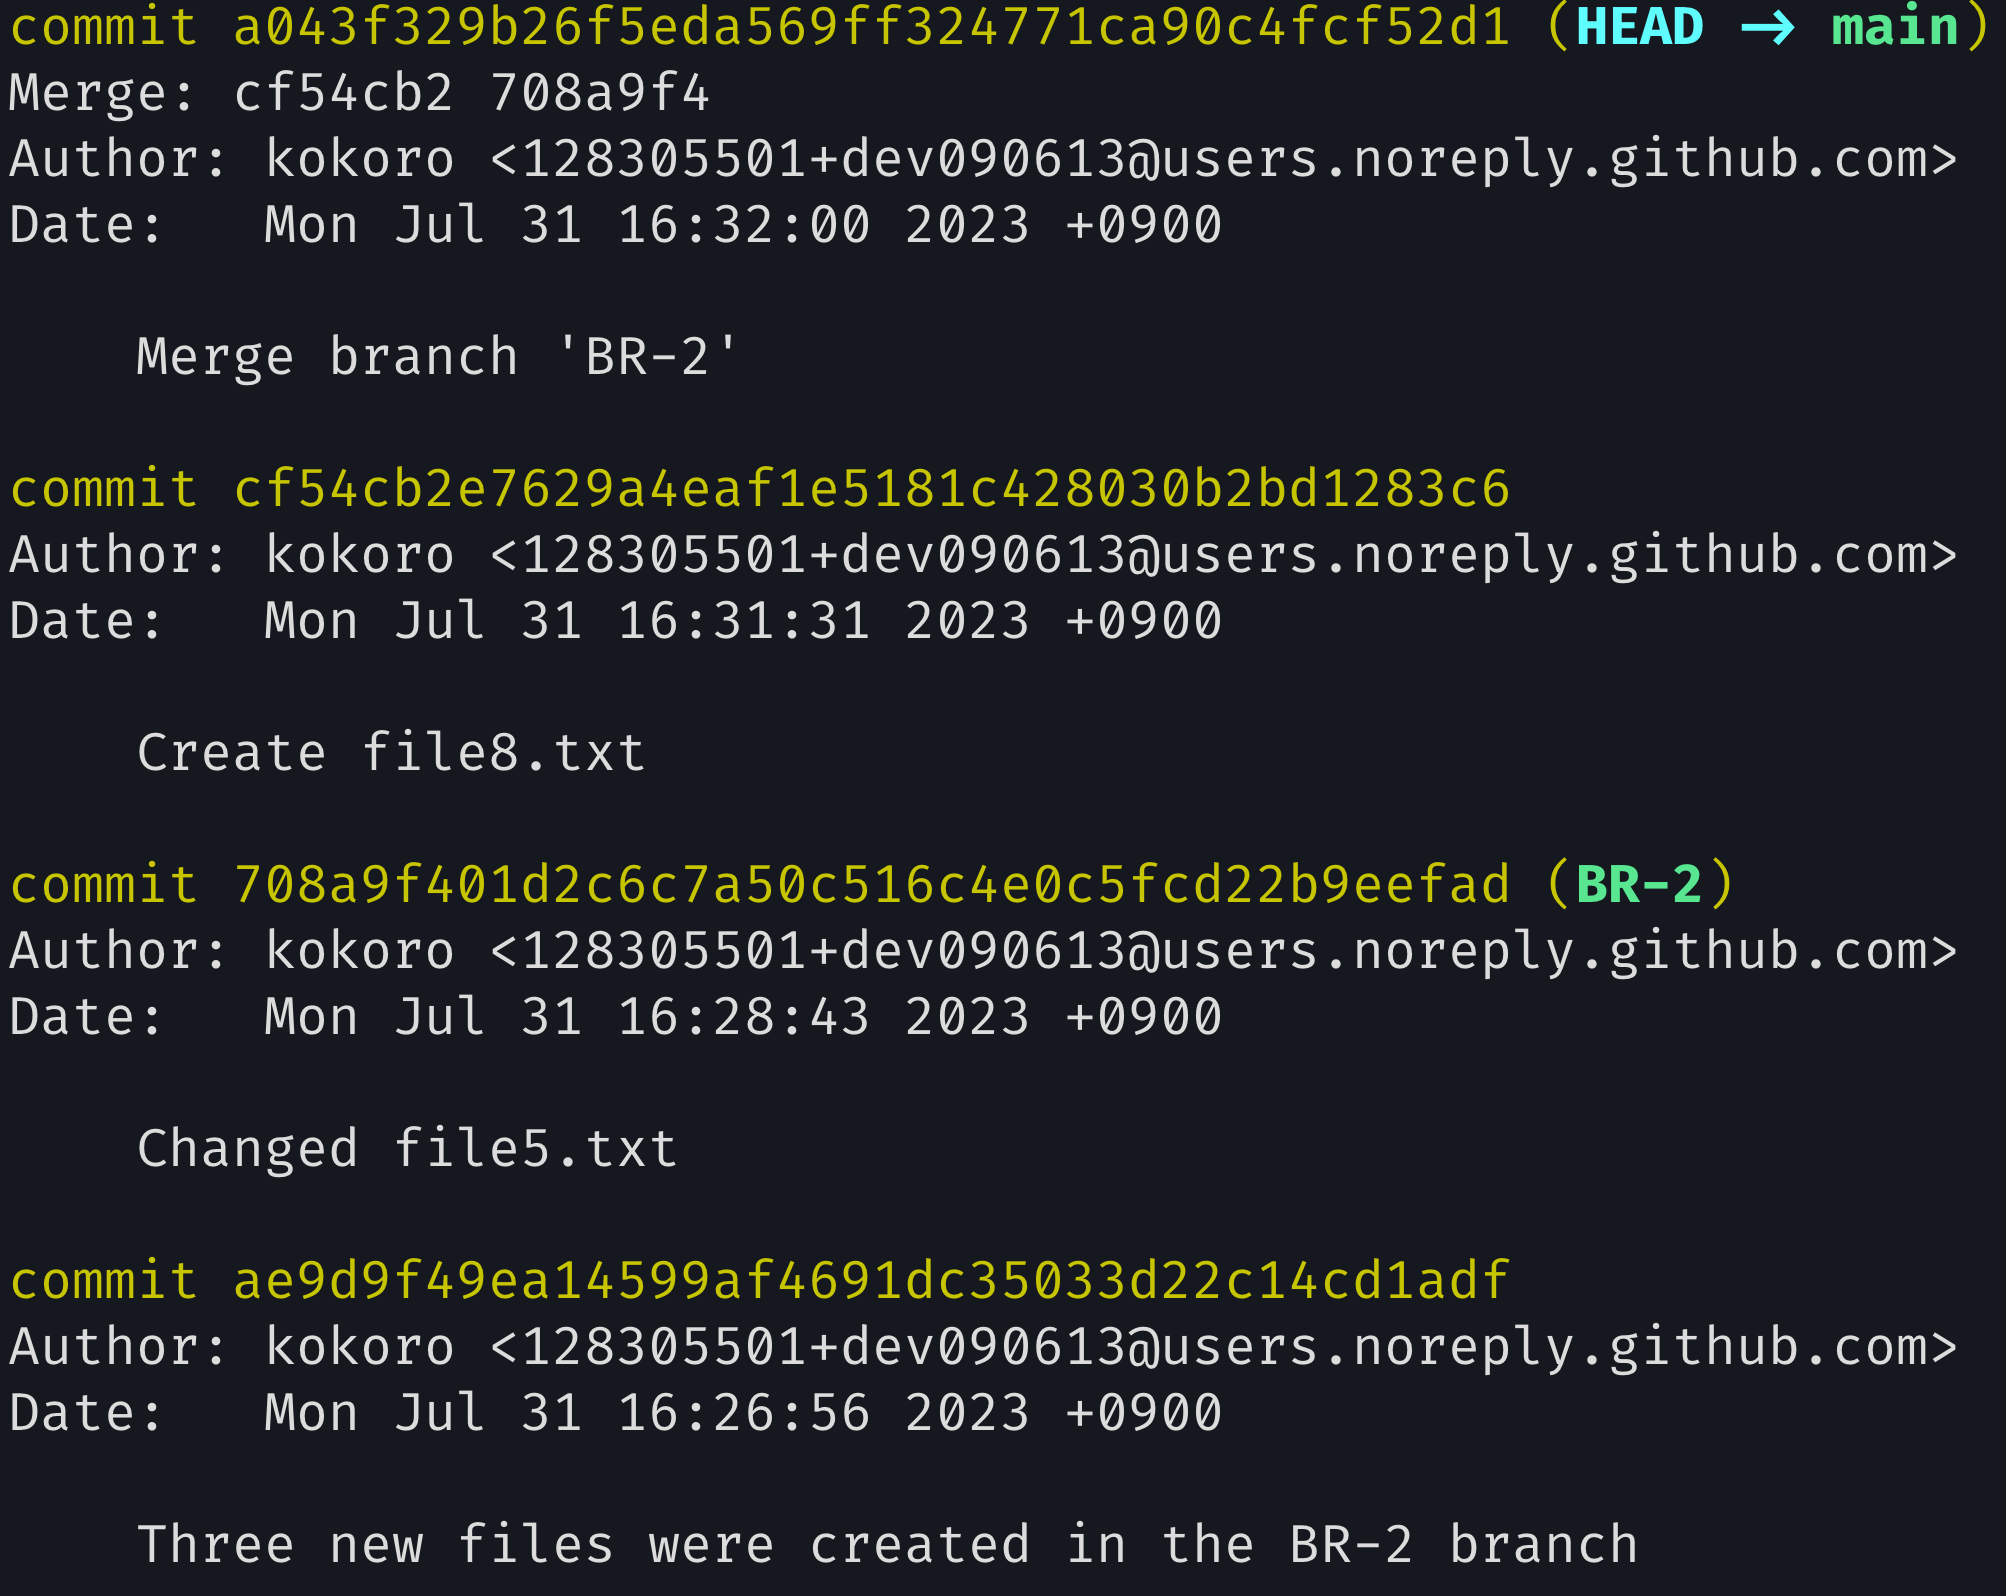 commit a043f329b26f5eda569ff324771ca90c4fcf52d1 (HEAD -> main)
Merge: cf54cb2 708a9f4
Author: kokoro <128305501+dev090613@users.noreply.github.com>
Date:   Mon Jul 31 16:32:00 2023 +0900
    Merge branch 'BR-2'
commit cf54cb2e7629a4eaf1e5181c428030b2bd1283c6
Author: kokoro <128305501+dev090613@users.noreply.github.com>
Date:   Mon Jul 31 16:31:31 2023 +0900
    Create file8.txt
commit 708a9f401d2c6c7a50c516c4e0c5fcd22b9eefad (BR-2)
Author: kokoro <128305501+dev090613@users.noreply.github.com>
Date:   Mon Jul 31 16:28:43 2023 +0900
    Changed file5.txt
commit ae9d9f49ea14599af4691dc35033d22c14cd1adf
Author: kokoro <128305501+dev090613@users.noreply.github.com>
Date:   Mon Jul 31 16:26:56 2023 +0900
    Three new files were created in the BR-2 branch